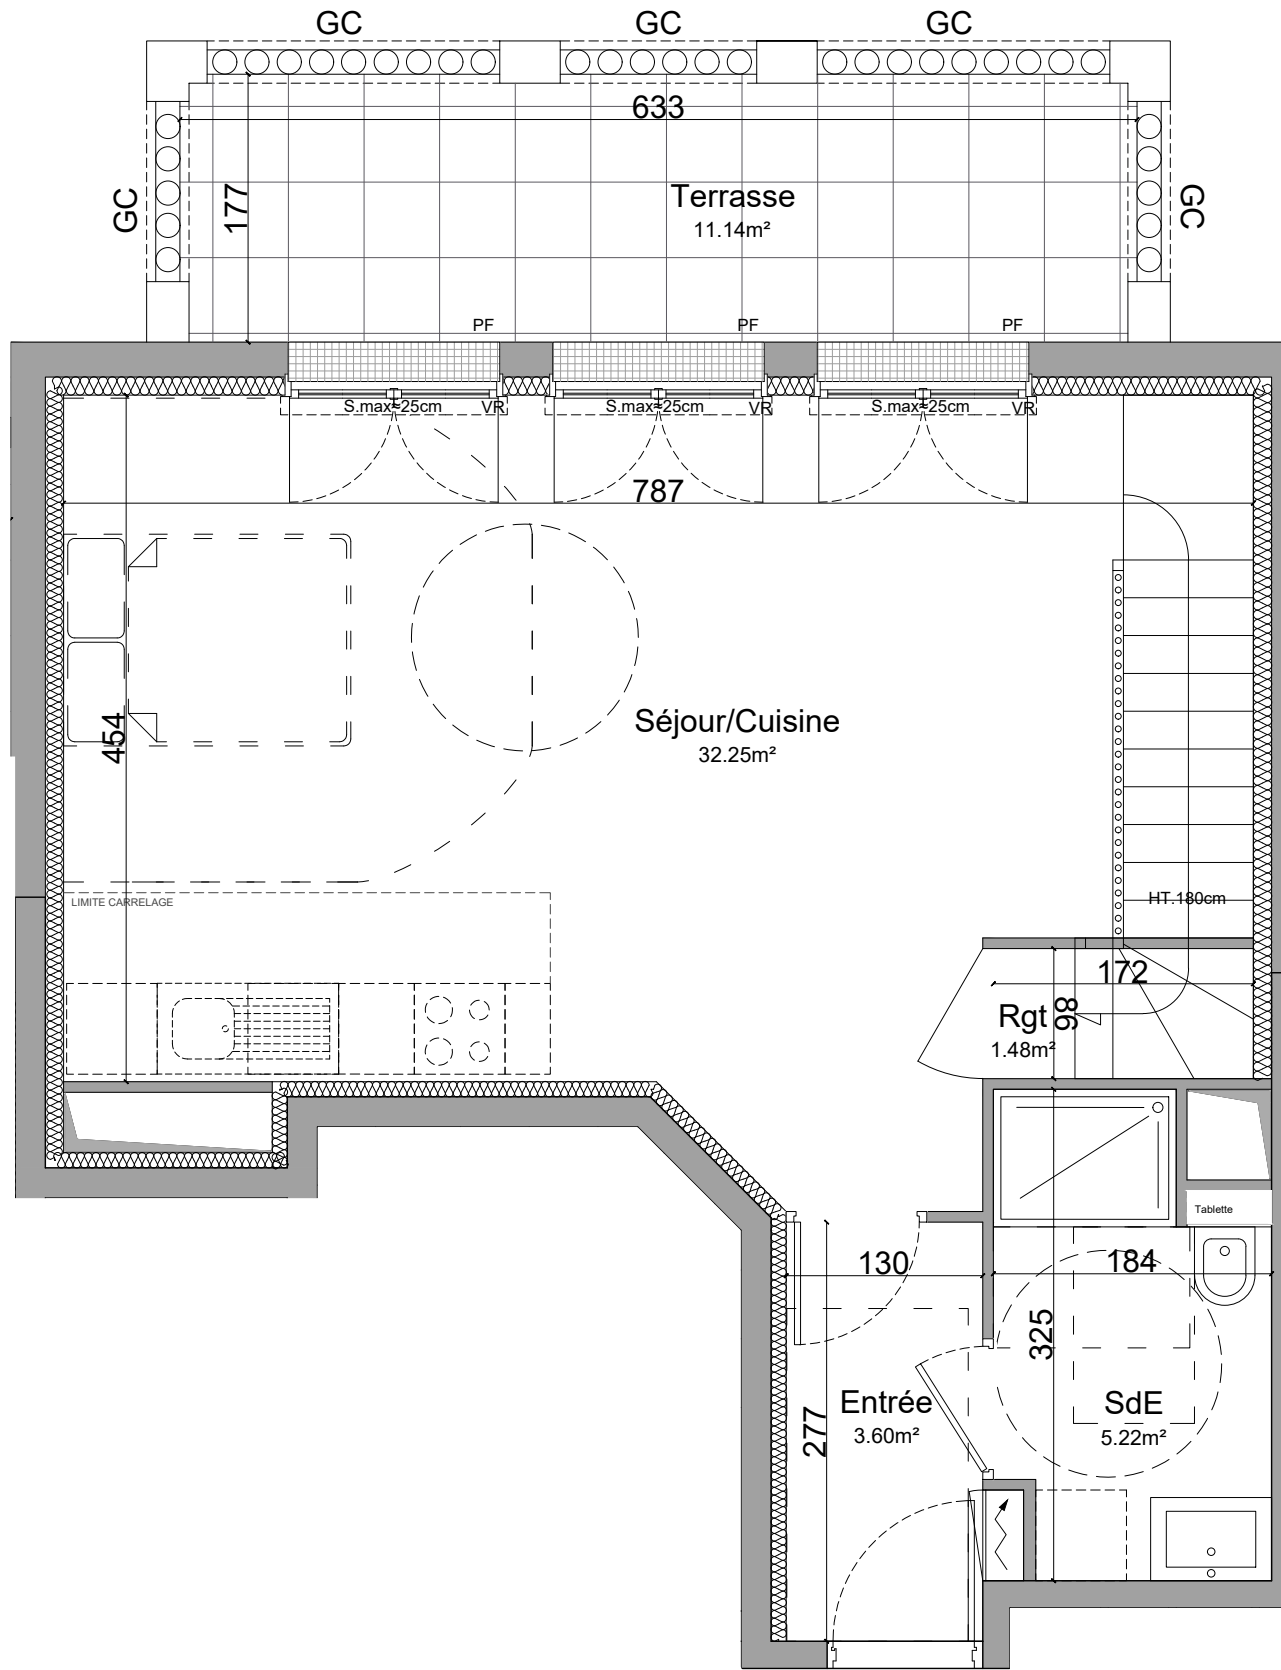 GC
GC
GC
633
GC
177
Terrasse
11.14m²
GC
PF
PF
PF
S.max=25cm
VR
S.max=25cm
VR
S.max=25cm
VR
787
454
Séjour/Cuisine
32.25m²
LIMITE CARRELAGE
HT.180cm
172
Rgt
98
1.48m²
Tablette
130
184
325
277
Entrée
3.60m²
SdE
5.22m²